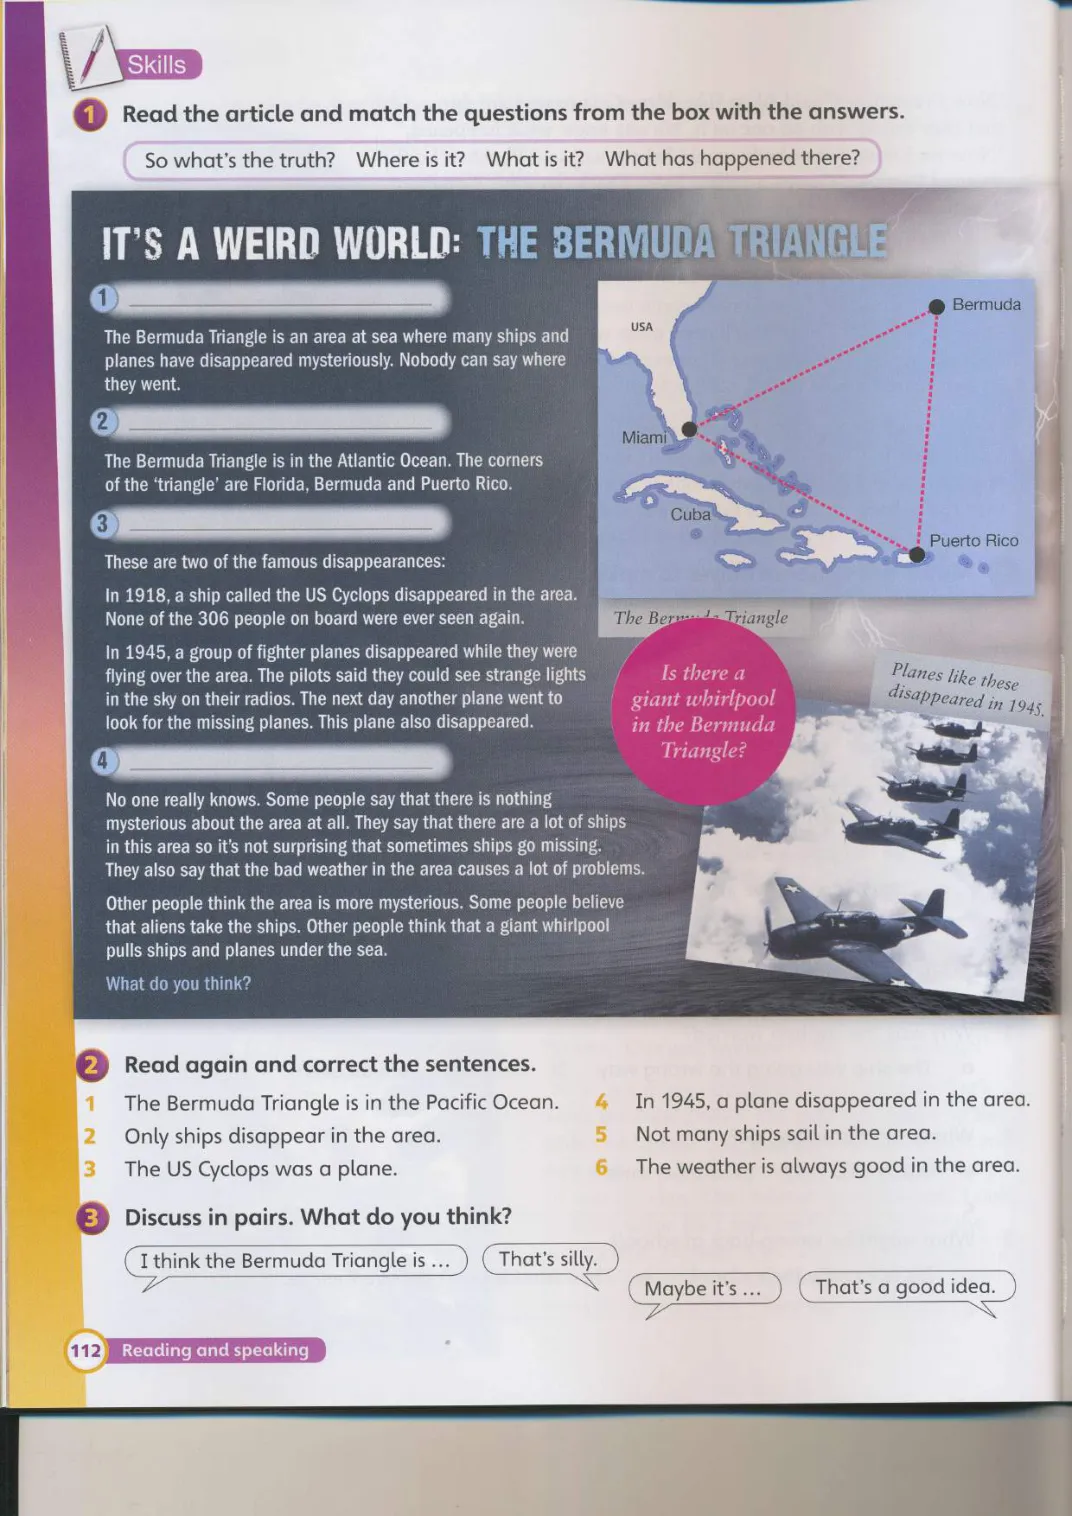 Skills
1 Read the article and match the questions from the box with the answers.
So what's the truth? Where is it? What is it? What has happened there?
IT'S A WEIRD WORLD: THE BERMUDA TRIANGLE
1
The Bermuda Triangle is an area at sea where many ships and
planes have disappeared mysteriously. Nobody can say where
they went.
2
The Bermuda Triangle is in the Atlantic Ocean. The corners
of the 'triangle' are Florida, Bermuda and Puerto Rico.
3
These are two of the famous disappearances:
In 1918, a ship called the US Cyclops disappeared in the area.
None of the 306 people on board were ever seen again.
In 1945, a group of fighter planes disappeared while they were
flying over the area. The pilots said they could see strange lights
in the sky on their radios. The next day another plane went to
look for the missing planes. This plane also disappeared.
4
No one really knows. Some people say that there is nothing
mysterious about the area at all. They say that there are a lot of ships
in this area so it's not surprising that sometimes ships go missing.
They also say that the bad weather in the area causes a lot of problems.
Other people think the area is more mysterious. Some people believe
that aliens take the ships. Other people think that a giant whirlpool
pulls ships and planes under the sea.
What do you think?
USA
Bermuda
Miami
Cuba
Puerto Rico
The Bermuda Triangle
Is there a
giant whirlpool
in the Bermuda
Triangle?
Planes like these
disappeared in 1945.
2 Read again and correct the sentences.
1 The Bermuda Triangle is in the Pacific Ocean.
2 Only ships disappear in the area.
3 The US Cyclops was a plane.
4 In 1945, a plane disappeared in the area.
5 Not many ships sail in the area.
6 The weather is always good in the area.
3 Discuss in pairs. What do you think?
I think the Bermuda Triangle is ...
That's silly.
Maybe it's ...
That's a good idea.
112 Reading and speaking